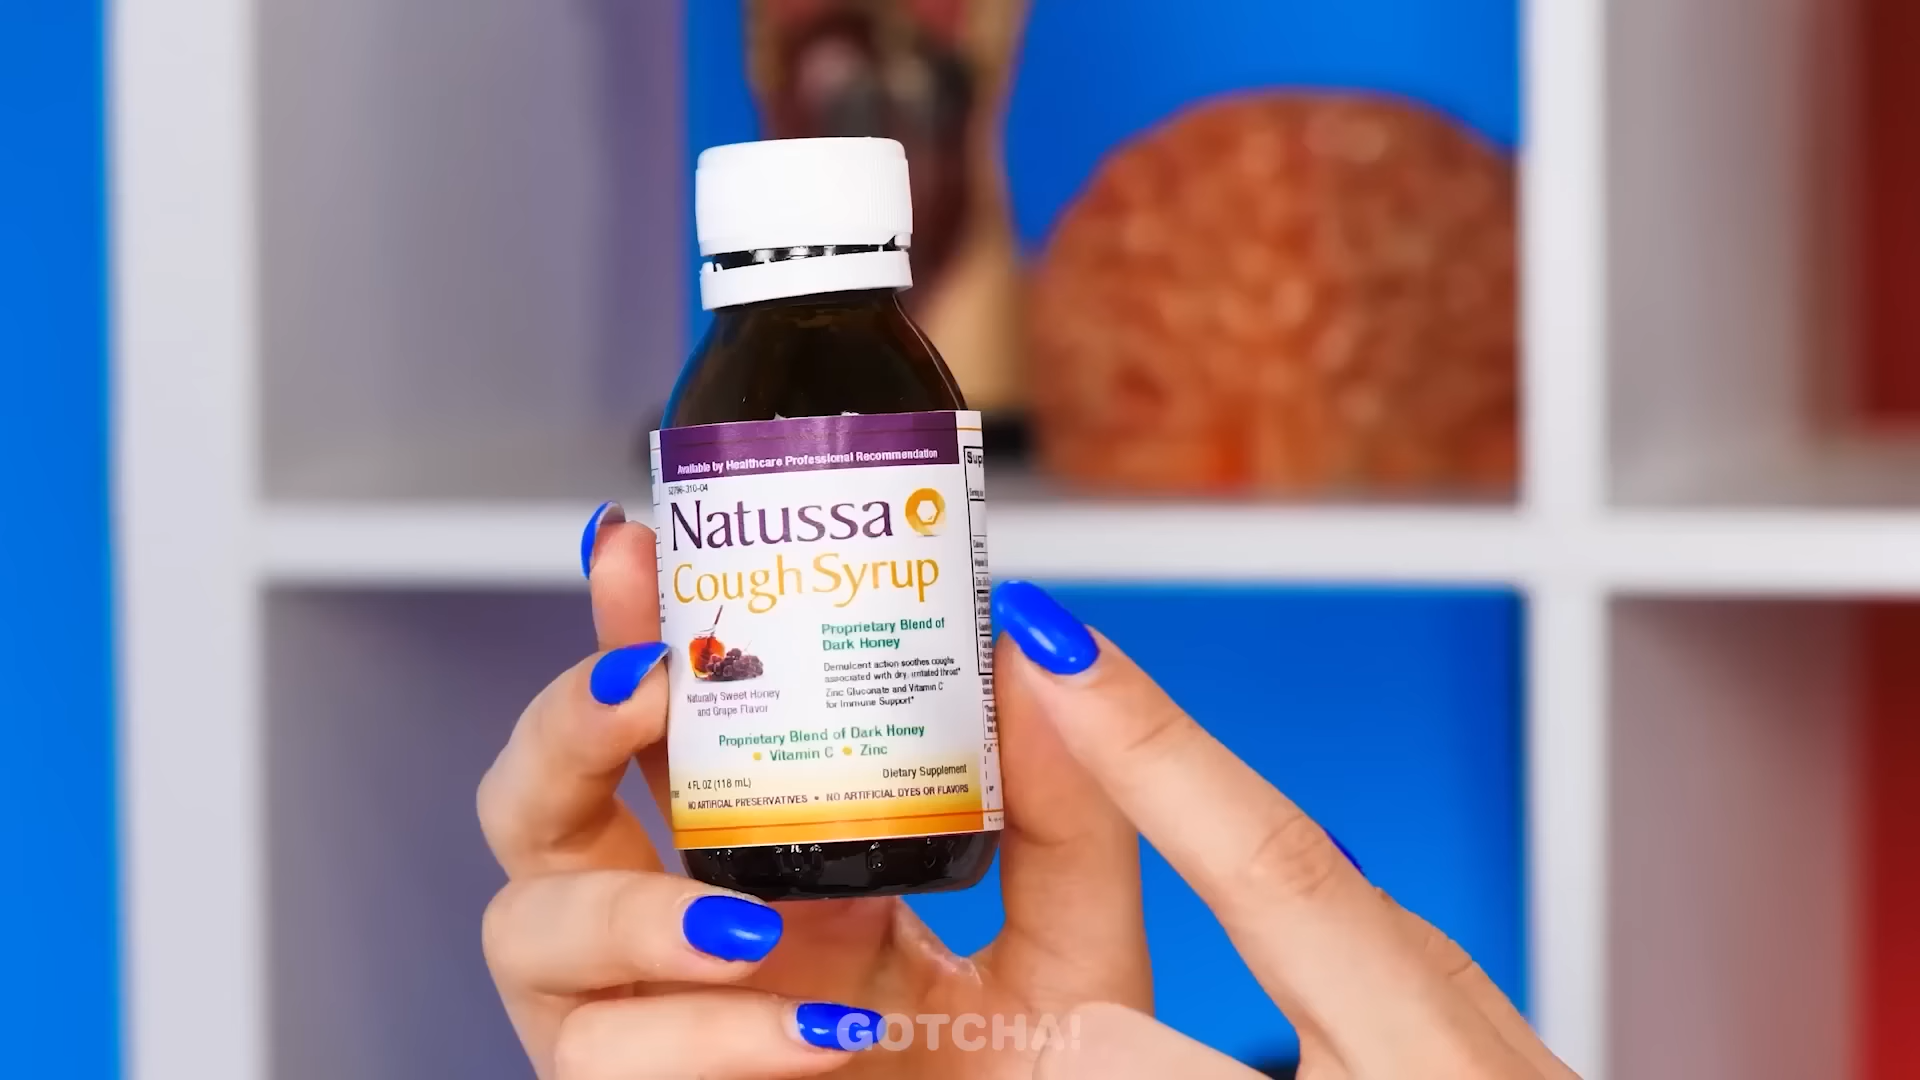 Available by Healthcare Professional Recommendation
Natussa
Cough Syrup
Proprietary Blend of
Dark Honey
Demulcent action soothes coughs
associated with dry, irritated throat*
Zinc Gluconate and Vitamin C
for Immune Support*
Naturally Sweet Honey
and Grape Flavor
Proprietary Blend of Dark Honey
• Vitamin C • Zinc
Dietary Supplement
4 FL OZ (118 mL)
NO ARTIFICIAL PRESERVATIVES • NO ARTIFICIAL DYES OR FLAVORS
GOTCHA!